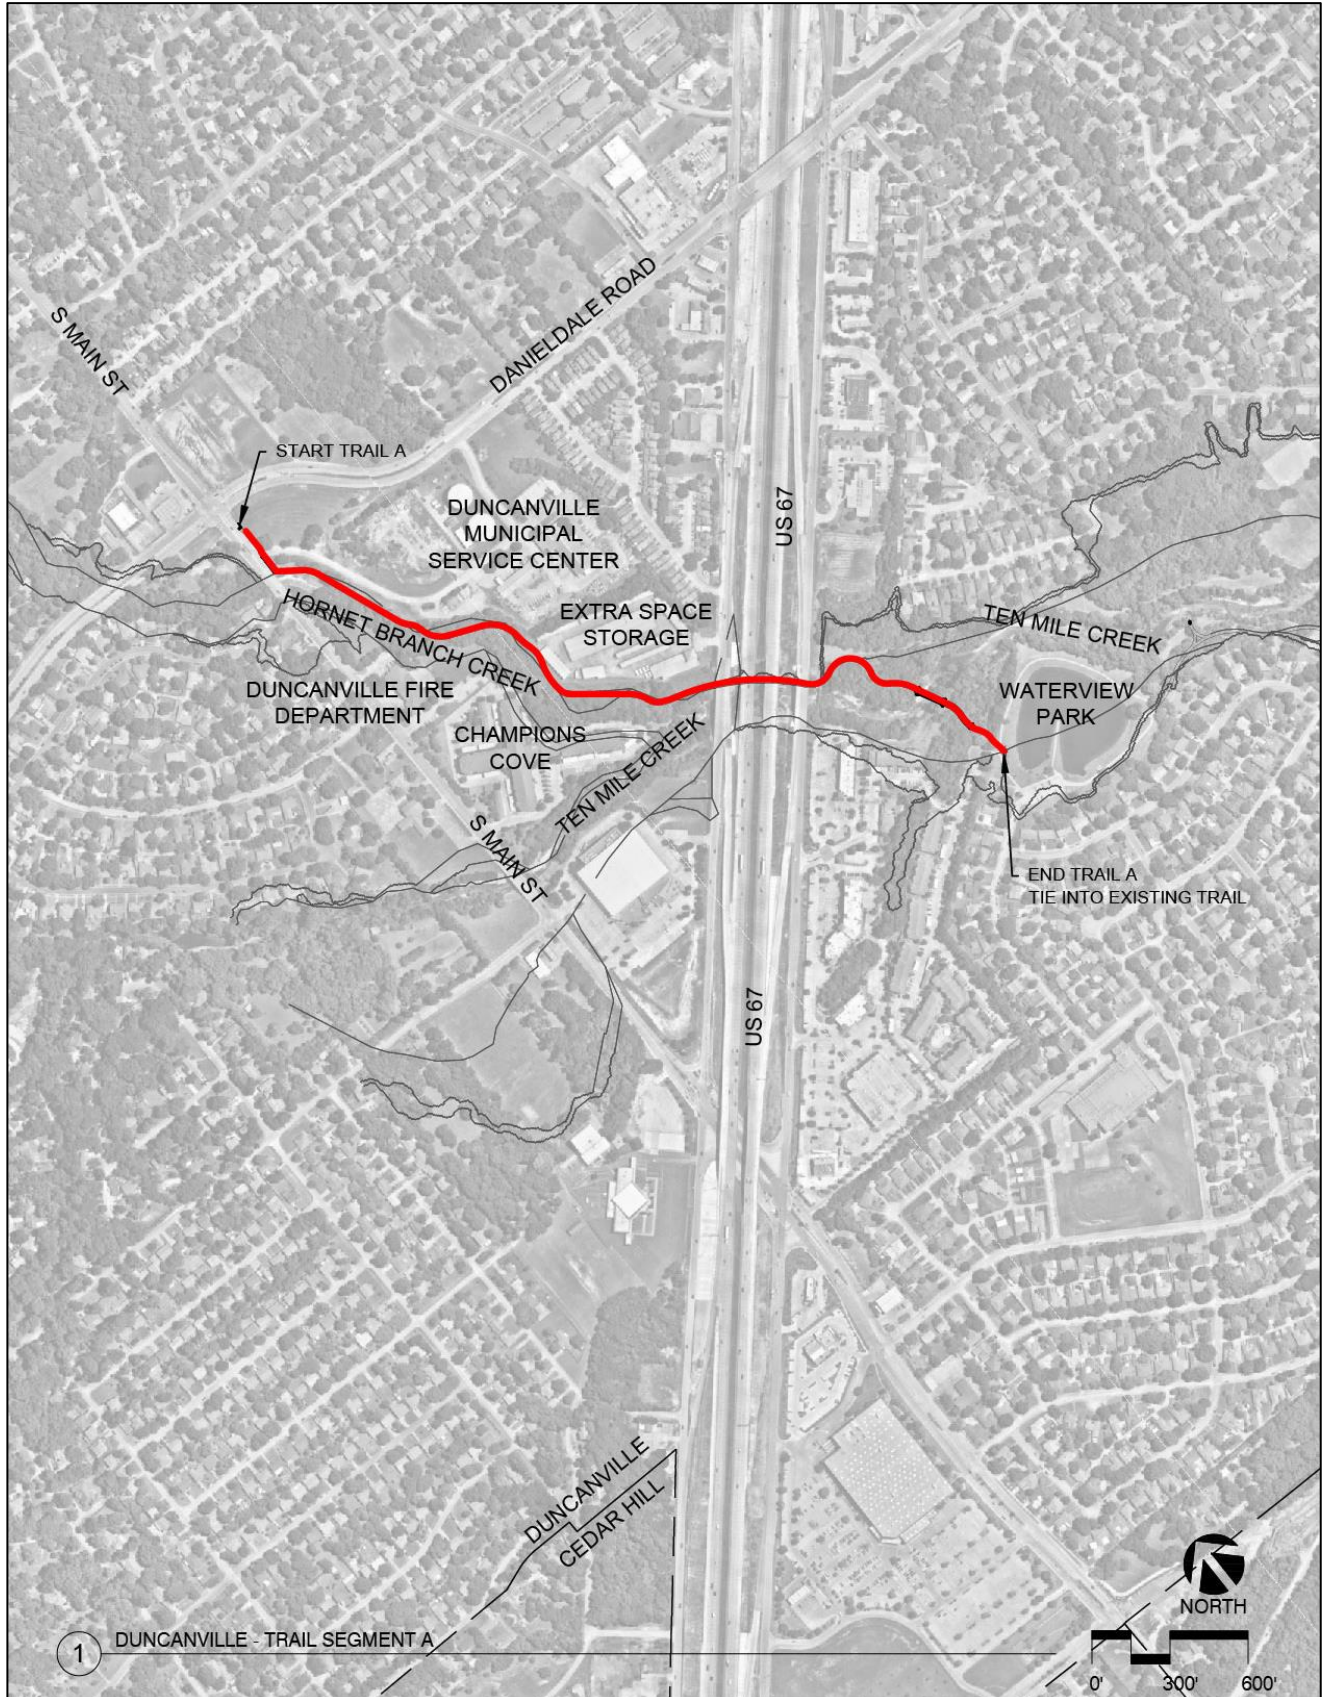 S MAIN ST
DANIELDALE ROAD
START TRAIL A
DUNCANVILLE
MUNICIPAL
SERVICE CENTER
US 67
HORNET BRANCH CREEK
EXTRA SPACE
STORAGE
TEN MILE CREEK
DUNCANVILLE FIRE
DEPARTMENT
WATERVIEW
PARK
CHAMPIONS
COVE
TEN MILE CREEK
S MAIN ST
END TRAIL A
TIE INTO EXISTING TRAIL
US 67
DUNCANVILLE
CEDAR HILL
NORTH
1
DUNCANVILLE - TRAIL SEGMENT A
0' 300' 600'